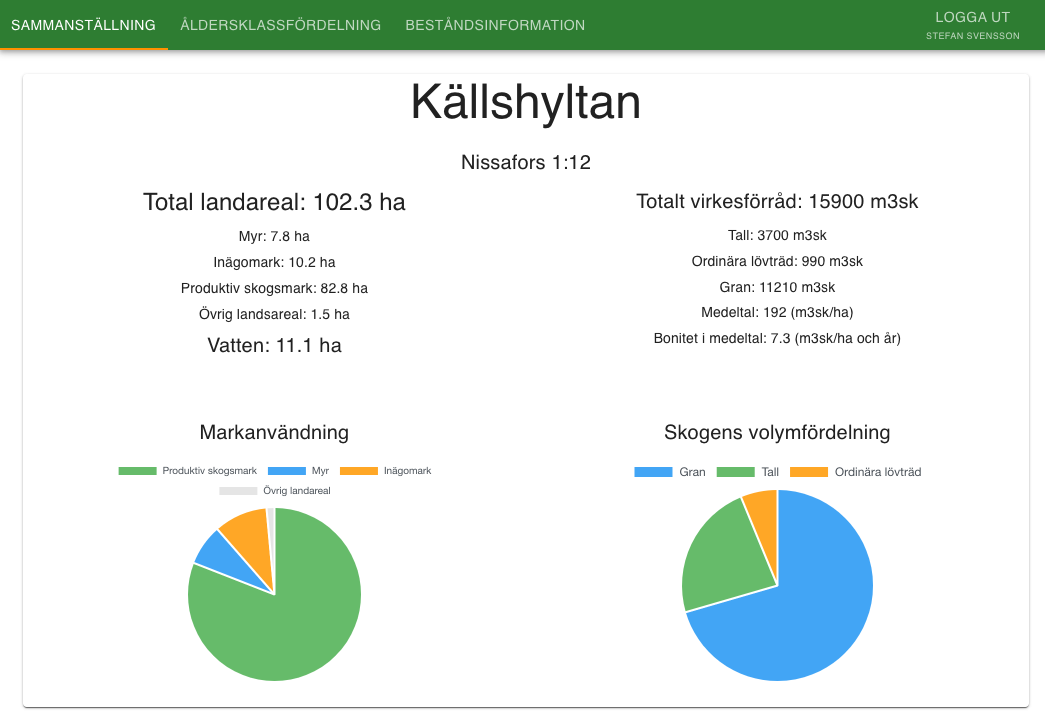 SAMMANSTÄLLNING ÅLDERSKLASSFÖRDELNING BESTÅNDSINFORMATION LOGGA UT
STEFAN SVENSSON
Källshyltan
Nissafors 1:12
Total landareal: 102.3 ha
Myr: 7.8 ha
Inägomark: 10.2 ha
Produktiv skogsmark: 82.8 ha
Övrig landsareal: 1.5 ha
Vatten: 11.1 ha
Totalt virkesförråd: 15900 m3sk
Tall: 3700 m3sk
Ordinära lövträd: 990 m3sk
Gran: 11210 m3sk
Medeltal: 192 (m3sk/ha)
Bonitet i medeltal: 7.3 (m3sk/ha och år)
Markanvändning
Produktiv skogsmark Myr Inägomark
Övrig landareal
Skogens volymfördelning
Gran Tall Ordinära lövträd